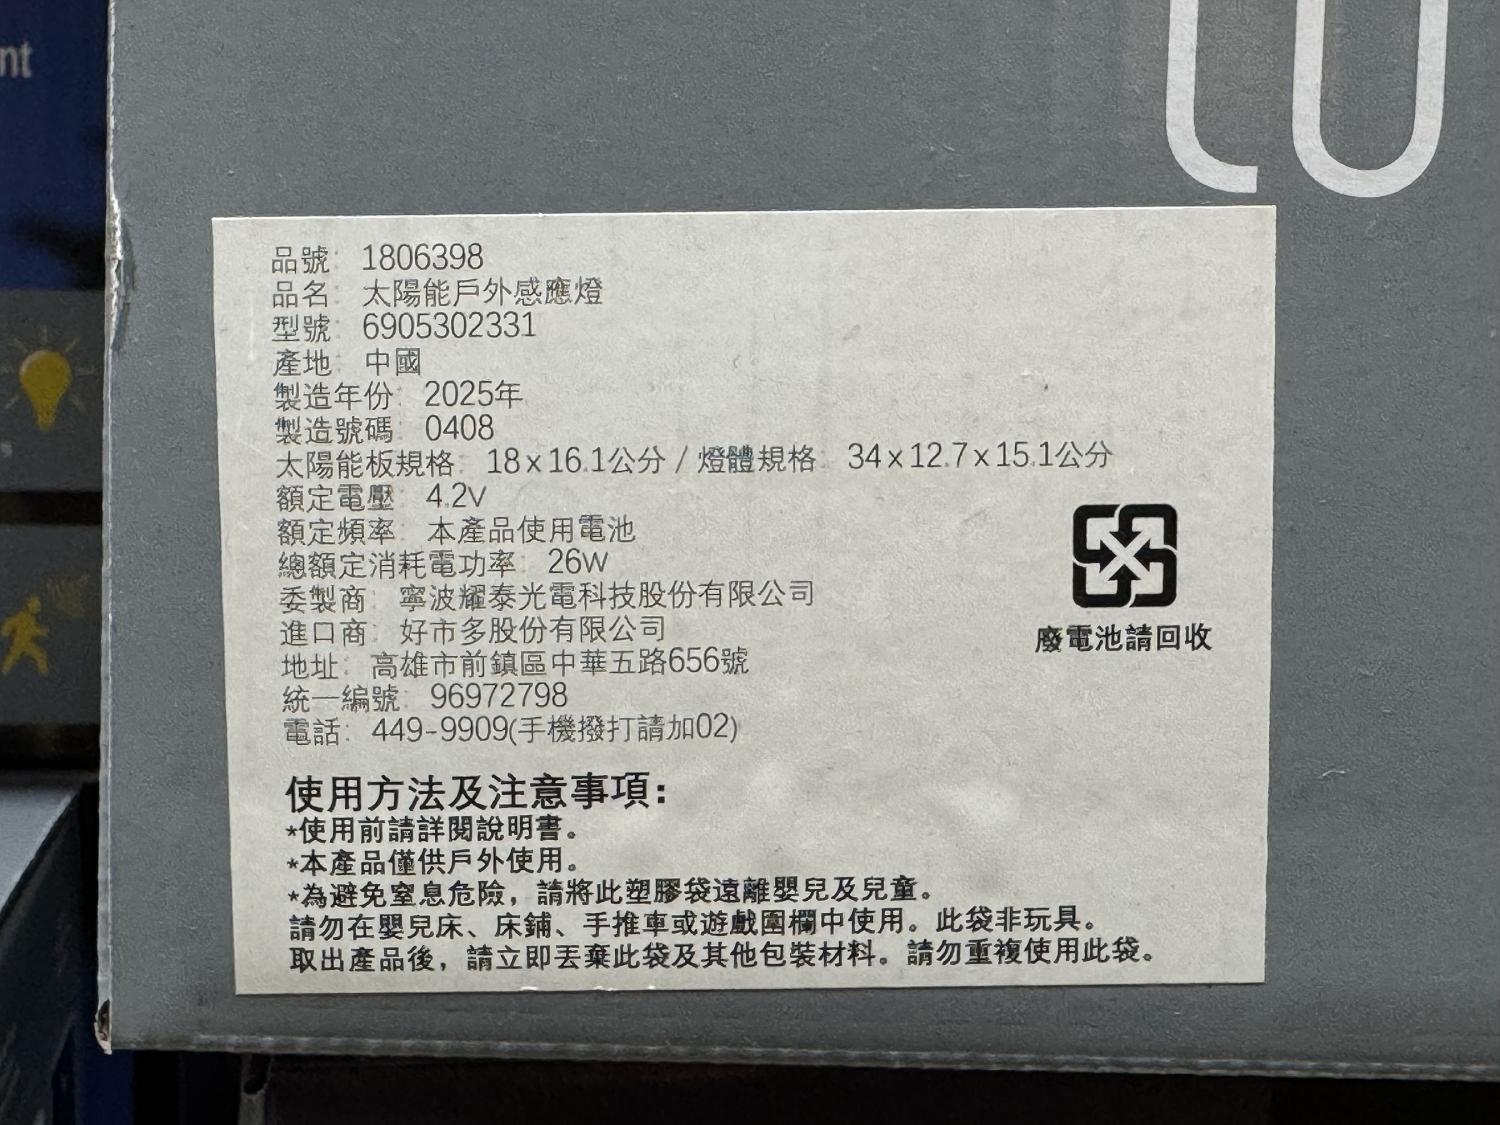 nt
品號: 1806398
品名: 太陽能戶外感應燈
型號: 6905302331
產地: 中國
製造年份: 2025年
製造號碼: 0408
太陽能板規格: 18x16.1公分 / 燈體規格: 34x12.7x15.1公分
額定電壓: 4.2V
額定頻率: 本產品使用電池
總額定消耗電功率: 26W
委製商: 寧波耀泰光電科技股份有限公司
進口商: 好市多股份有限公司
地址: 高雄市前鎮區中華五路656號
統一編號: 96972798
電話: 449-9909(手機撥打請加02)
廢電池請回收
使用方法及注意事項:
*使用前請詳閱說明書。
*本產品僅供戶外使用。
*為避免窒息危險，請將此塑膠袋遠離嬰兒及兒童。
請勿在嬰兒床、床鋪、手推車或遊戲圍欄中使用。此袋非玩具。
取出產品後，請立即丟棄此袋及其他包裝材料。請勿重複使用此袋。